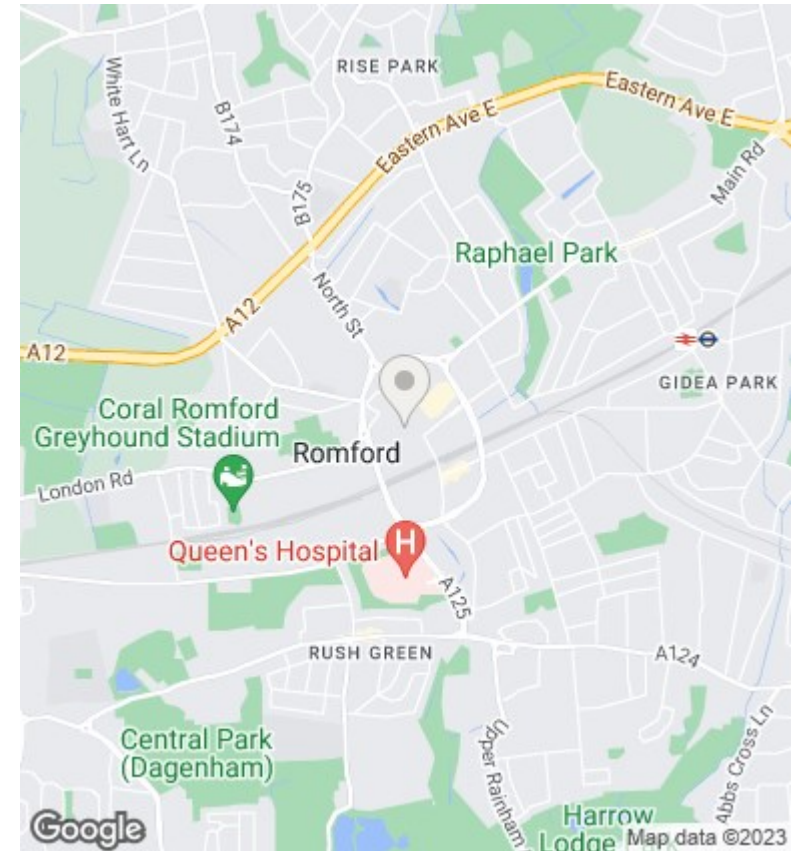 RISE PARK
White Hart Ln
B174
Eastern Ave E
Eastern Ave E
Main Rd
B175
Raphael Park
North St
A12
A12
GIDEA PARK
Coral Romford
Greyhound Stadium
Romford
London Rd
Queen's Hospital
H
A125
RUSH GREEN
A124
Central Park
(Dagenham)
Upper Rainham
Abbs Cross Ln
Harrow
Lodge
Google
Map data ©2023